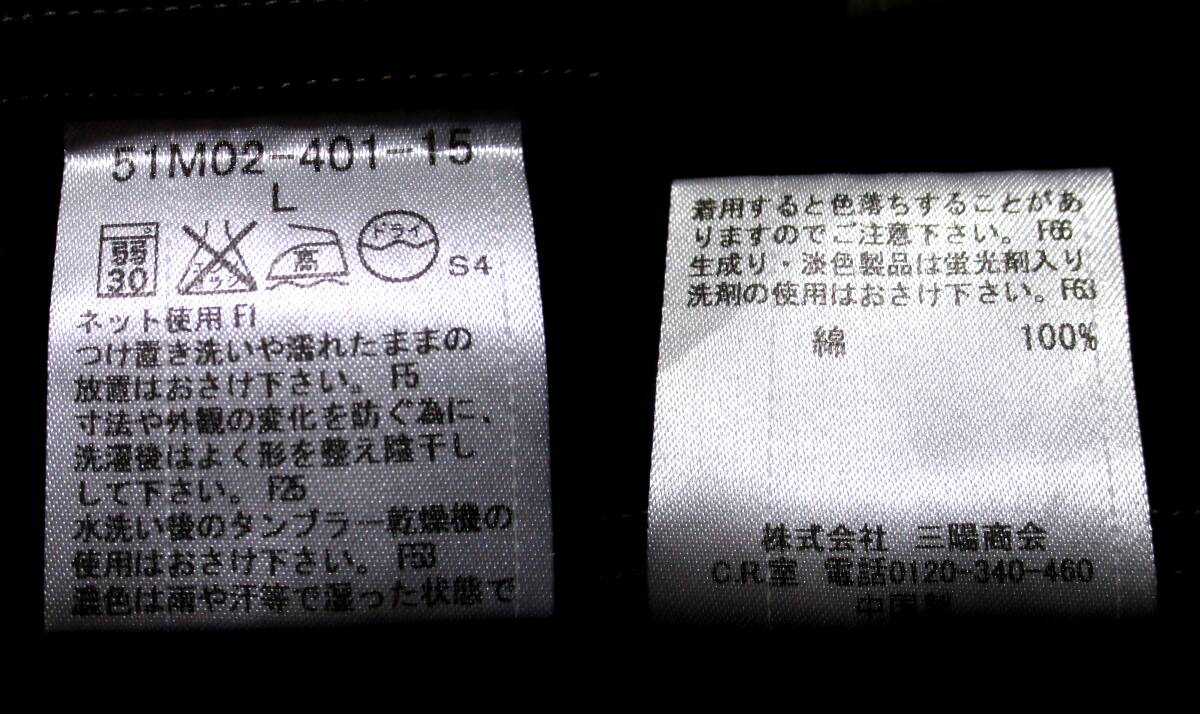 51M02-401-15
L
弱
30
エンソ
サラシ
高
ドライ
S4
ネット使用 F1
つけ置き洗いや濡れたままの
放置はおさけ下さい。 F5
寸法や外観の変化を防ぐ為に、
洗濯後はよく形を整え陰干し
して下さい。 F25
水洗い後のタンブラー乾燥機の
使用はおさけ下さい。 F53
濃色は雨や汗等で湿った状態で
着用すると色落ちすることがあ
りますのでご注意下さい。 F66
生成り・淡色製品は蛍光剤入り
洗剤の使用はおさけ下さい。F63
綿 100%
株式会社 三陽商会
C.R.室 電話0120-340-460
中国製